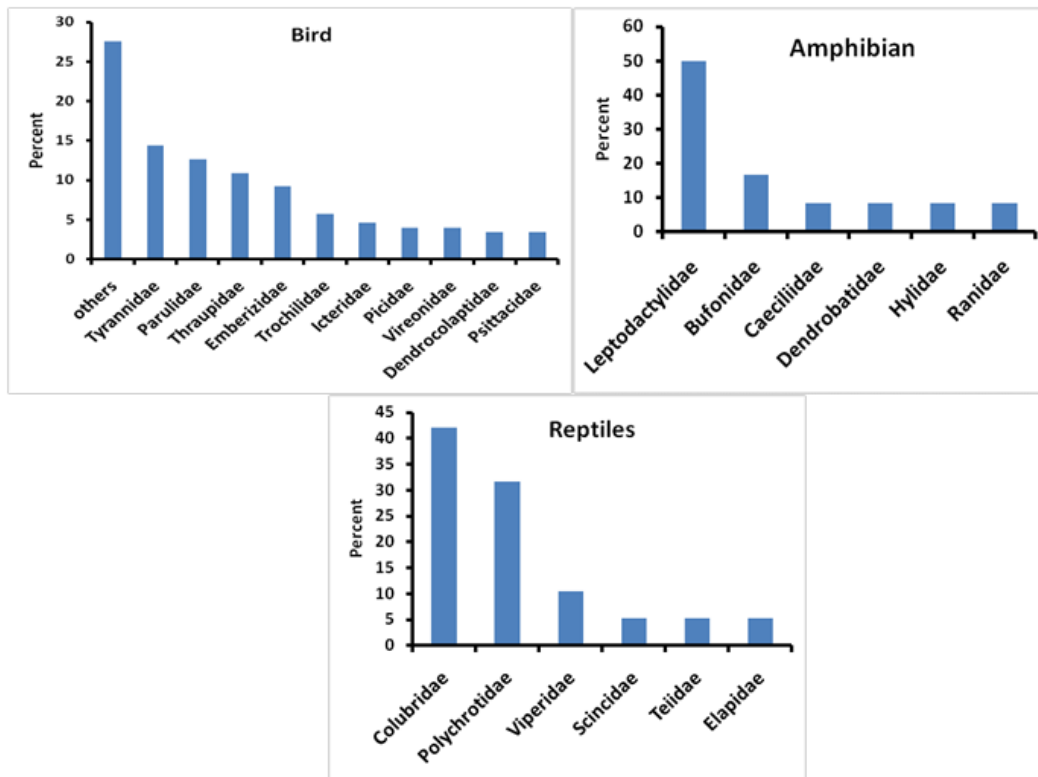 Bird
Percent
30
25
20
15
10
5
0
others
Tyrannidae
Parulidae
Thraupidae
Emberizidae
Trochilidae
Icteridae
Picidae
Vireonidae
Dendrocolaptidae
Psittacidae
Amphibian
Percent
60
50
40
30
20
10
0
Leptodactylidae
Bufonidae
Caeciliidae
Dendrobatidae
Hylidae
Ranidae
Reptiles
Percent
45
40
35
30
25
20
15
10
5
0
Colubridae
Polychrotidae
Viperidae
Scincidae
Teiidae
Elapidae